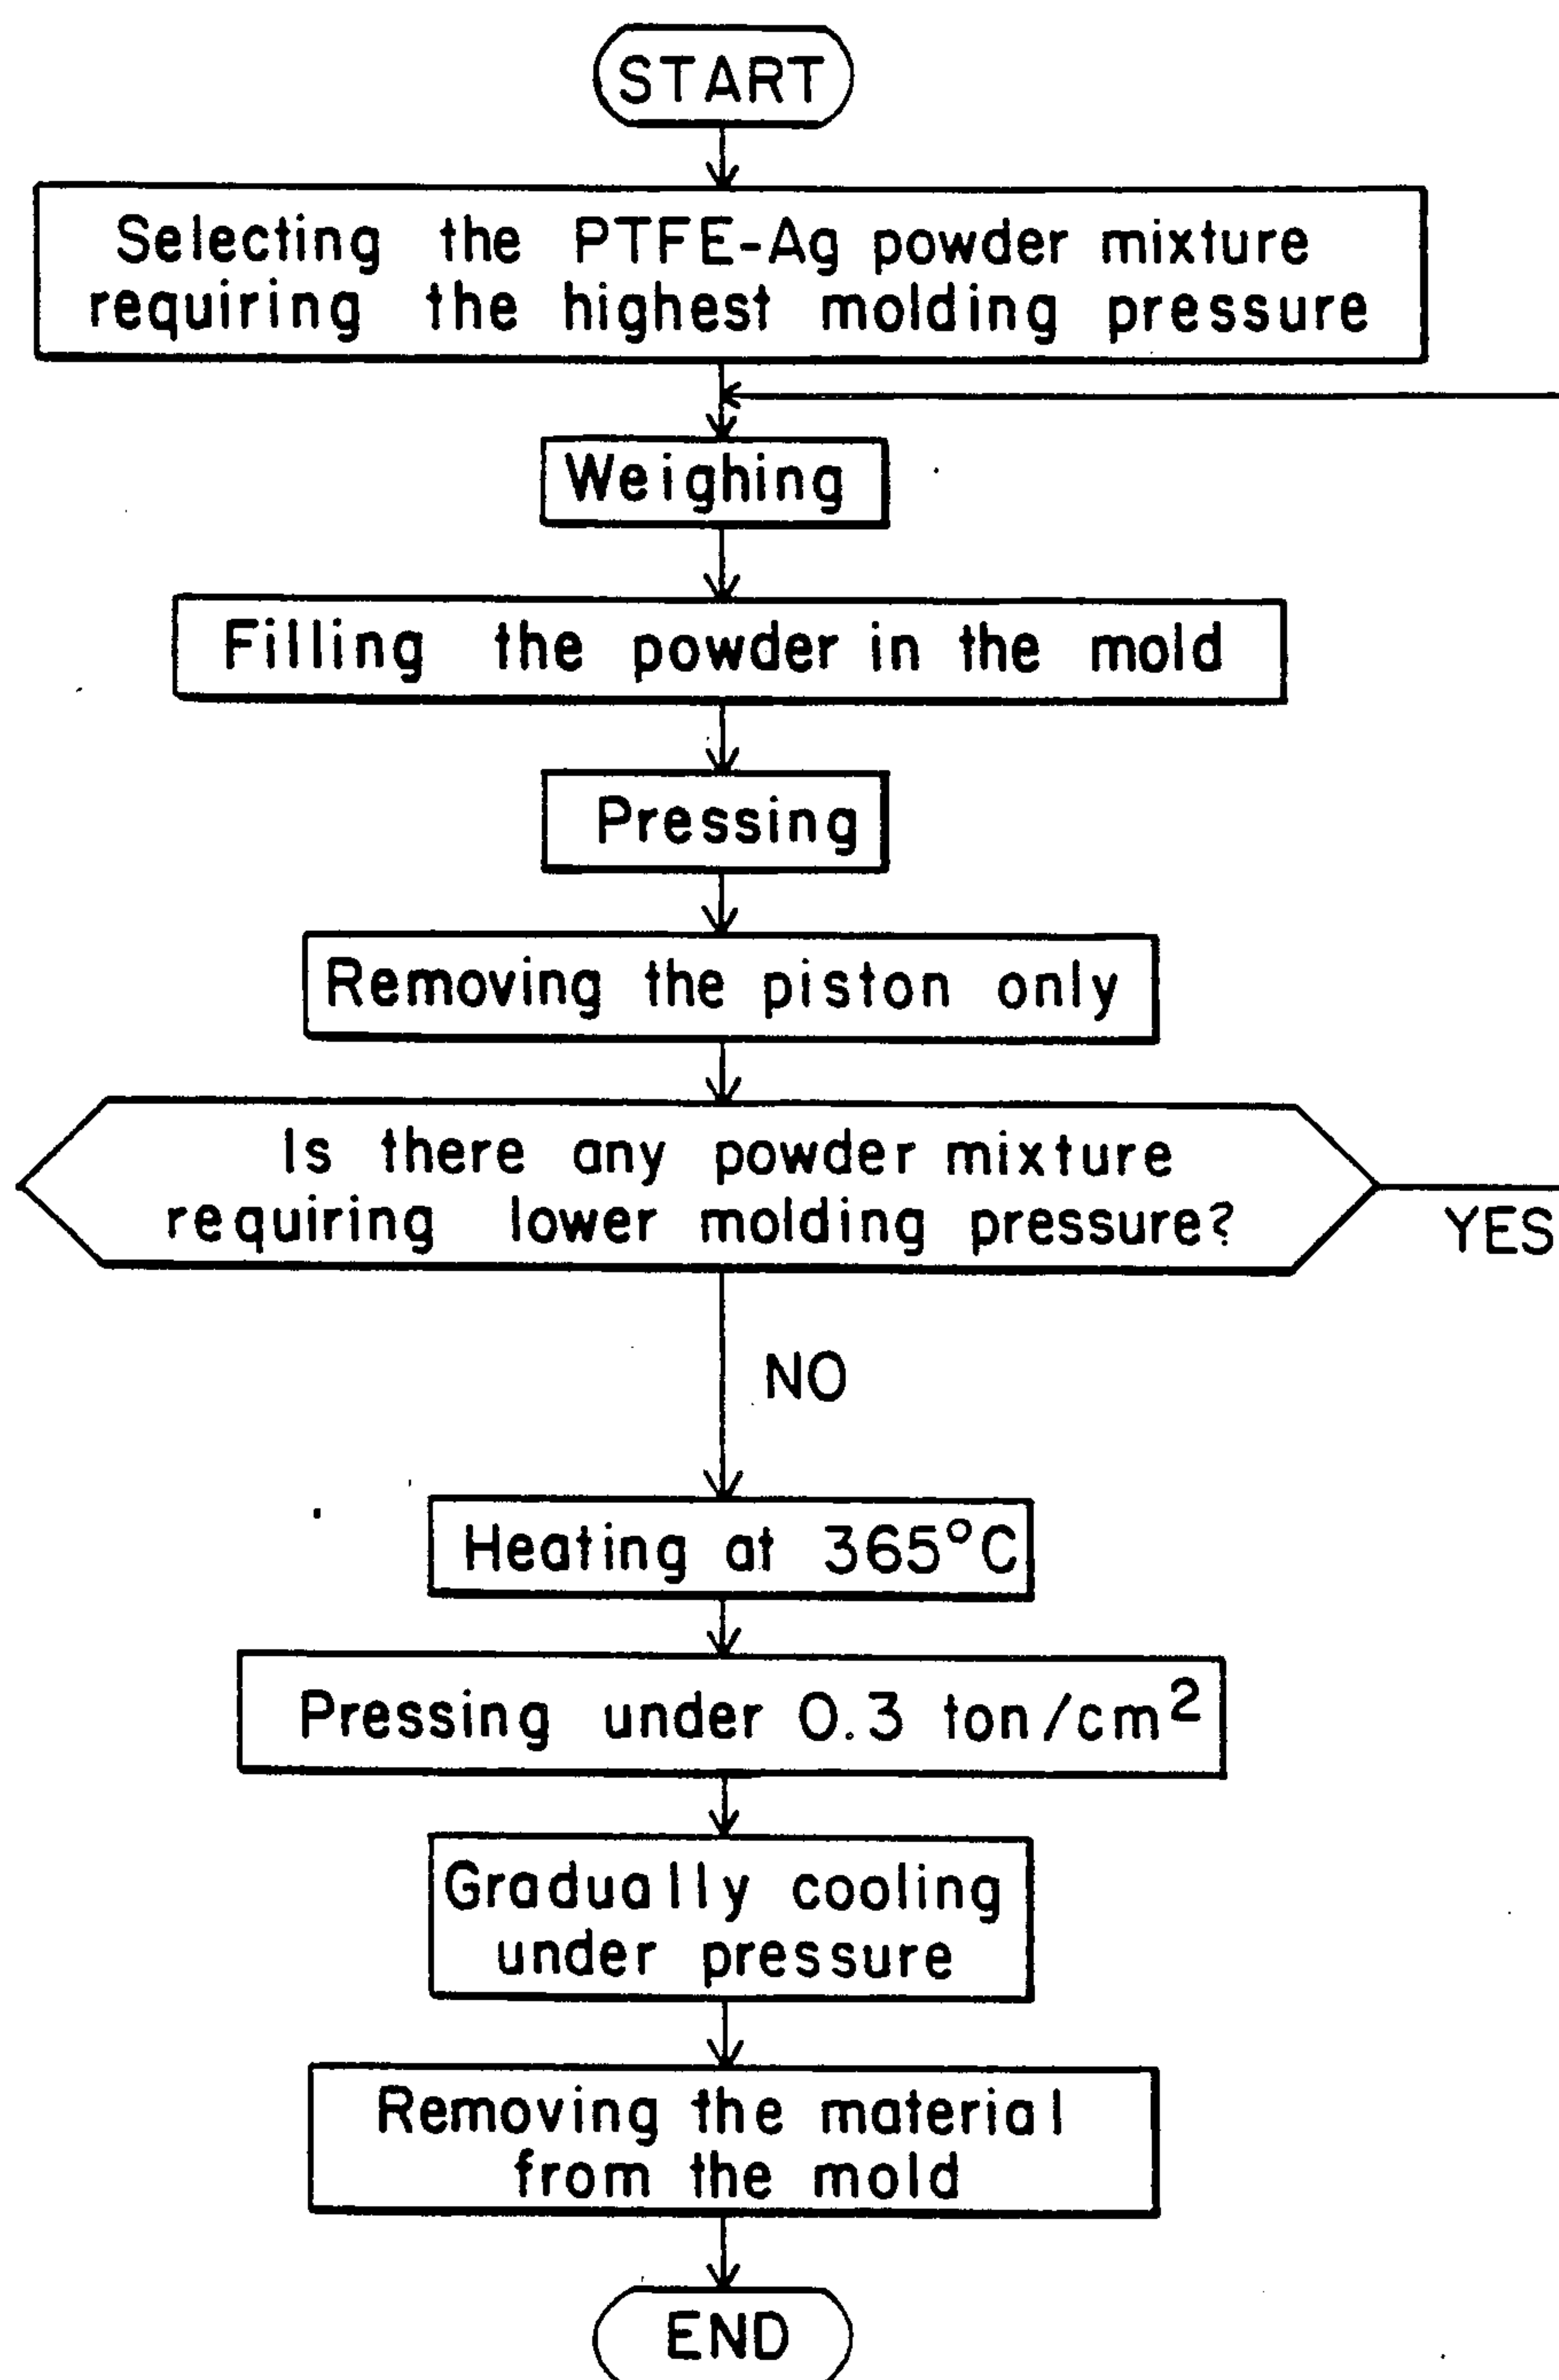 START
Selecting the PTFE-Ag powder mixture
requiring the highest molding pressure
Weighing
Filling the powder in the mold
Pressing
Removing the piston only
Is there any powder mixture
requiring lower molding pressure?
YES
NO
Heating at 365°C
Pressing under 0.3 ton/cm²
Gradually cooling
under pressure
Removing the material
from the mold
END